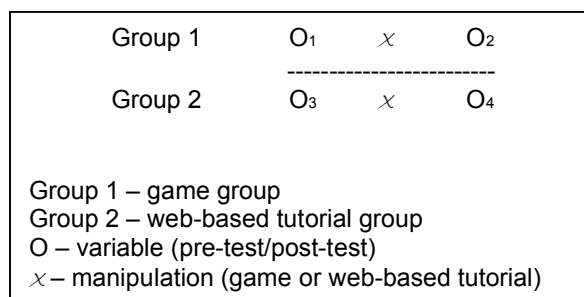 Group 1 O₁ 𝑥 O₂
-------------------------
Group 2 O₃ 𝑥 O₄
Group 1 – game group
Group 2 – web-based tutorial group
O – variable (pre-test/post-test)
𝑥 – manipulation (game or web-based tutorial)